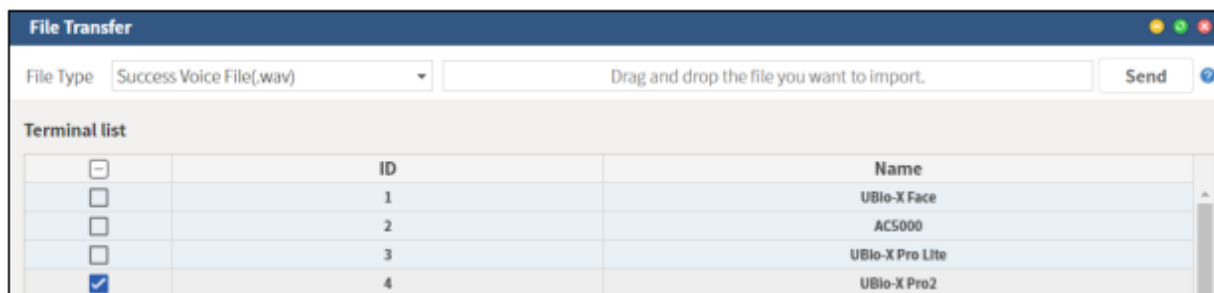 File Transfer
File Type Success Voice File(.wav) Drag and drop the file you want to import. Send
Terminal list
ID Name
1 UBio-X Face
2 AC5000
3 UBio-X Pro Lite
4 UBio-X Pro2